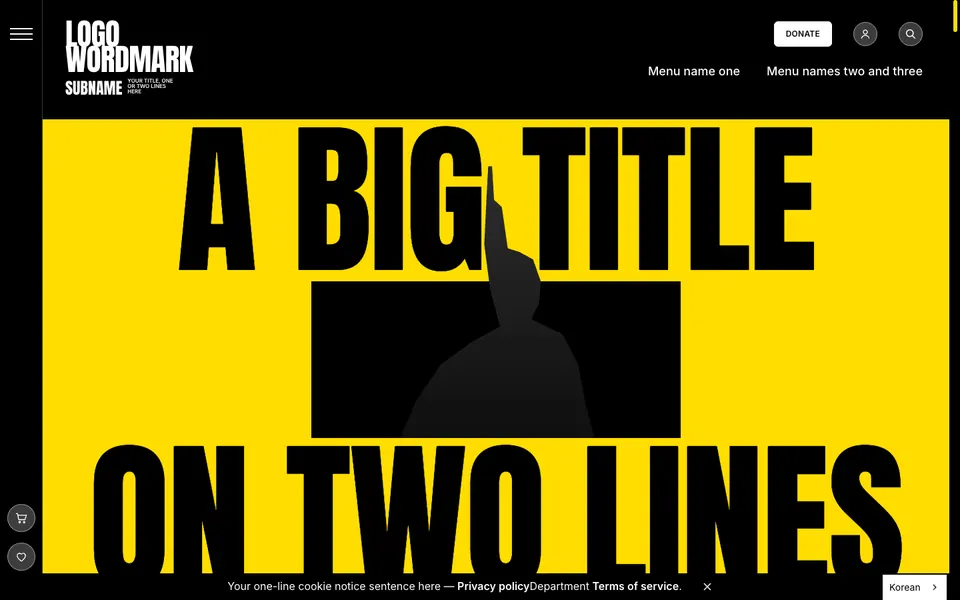 LOGO
WORDMARK
SUBNAME
YOUR TITLE, ONE
OR TWO LINES
HERE
DONATE
Menu name one
Menu names two and three
A BIG TITLE
ON TWO LINES
Your one-line cookie notice sentence here — Privacy policyDepartment Terms of service.
Korean